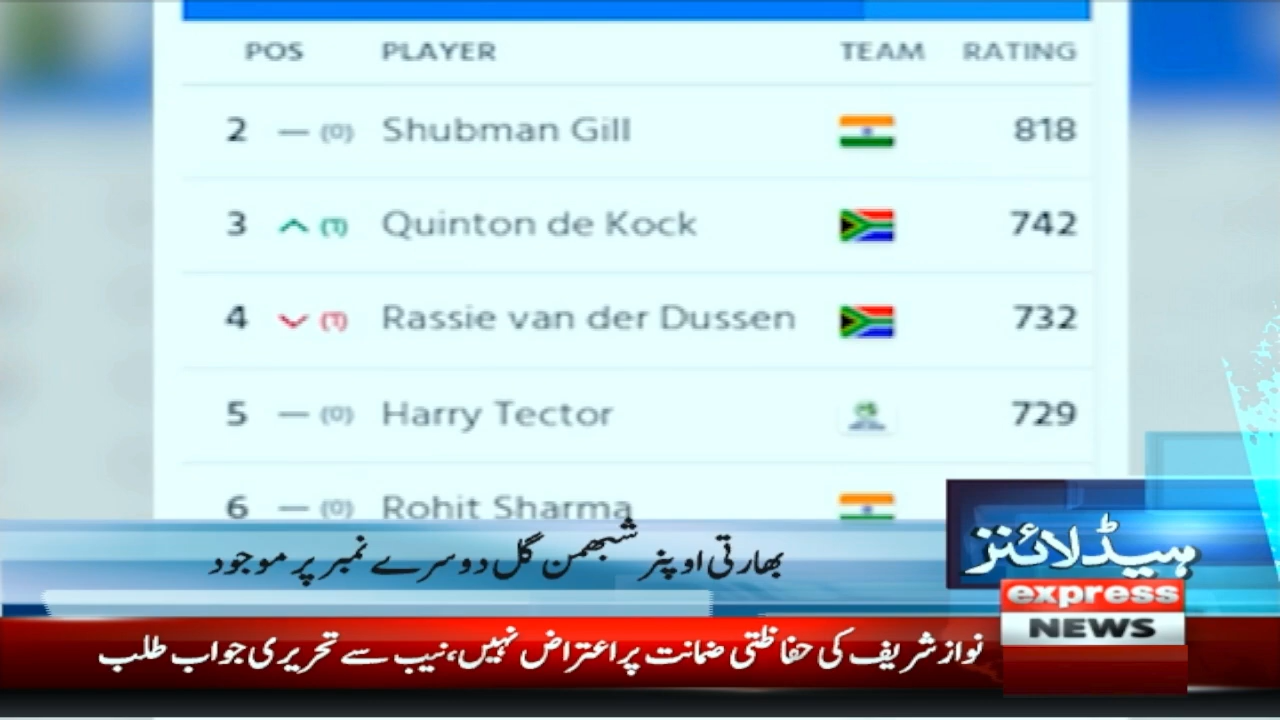 POS PLAYER TEAM RATING
2 — (0) Shubman Gill 818
3 (1) Quinton de Kock 742
4 (1) Rassie van der Dussen 732
5 — (0) Harry Tector 729
6 — (0) Rohit Sharma
بھارتی اوپنر شبھمن گل دوسرے نمبر پر موجود
ہیڈلائنز
express
NEWS
نواز شریف کی حفاظتی ضمانت پر اعتراض نہیں، نیب سے تحریری جواب طلب